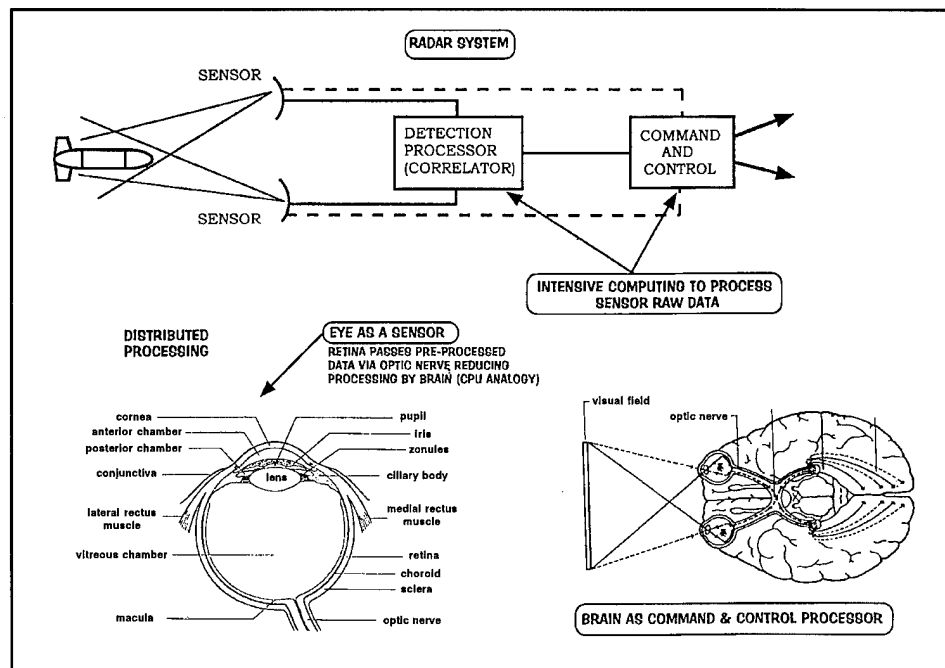 RADAR SYSTEM
SENSOR
SENSOR
DETECTION
PROCESSOR
(CORRELATOR)
COMMAND
AND
CONTROL
INTENSIVE COMPUTING TO PROCESS
SENSOR RAW DATA
DISTRIBUTED
PROCESSING
EYE AS A SENSOR
RETINA PASSES PRE-PROCESSED
DATA VIA OPTIC NERVE REDUCING
PROCESSING BY BRAIN (CPU ANALOGY)
cornea
anterior chamber
posterior chamber
conjunctiva
lateral rectus
muscle
vitreous chamber
macula
lens
pupil
iris
zonules
ciliary body
medial rectus
muscle
retina
choroid
sclera
optic nerve
visual field
optic nerve
BRAIN AS COMMAND & CONTROL PROCESSOR